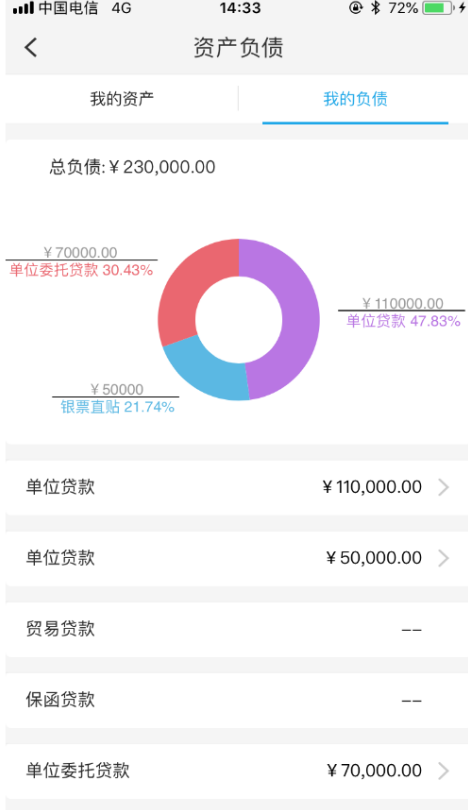 中国电信 4G 14:33 72%
资产负债
我的资产 我的负债
总负债:￥230,000.00
￥70000.00
单位委托贷款 30.43%
￥110000.00
单位贷款 47.83%
￥50000
银票直贴 21.74%
单位贷款 ￥110,000.00
单位贷款 ￥50,000.00
贸易贷款 --
保函贷款 --
单位委托贷款 ￥70,000.00